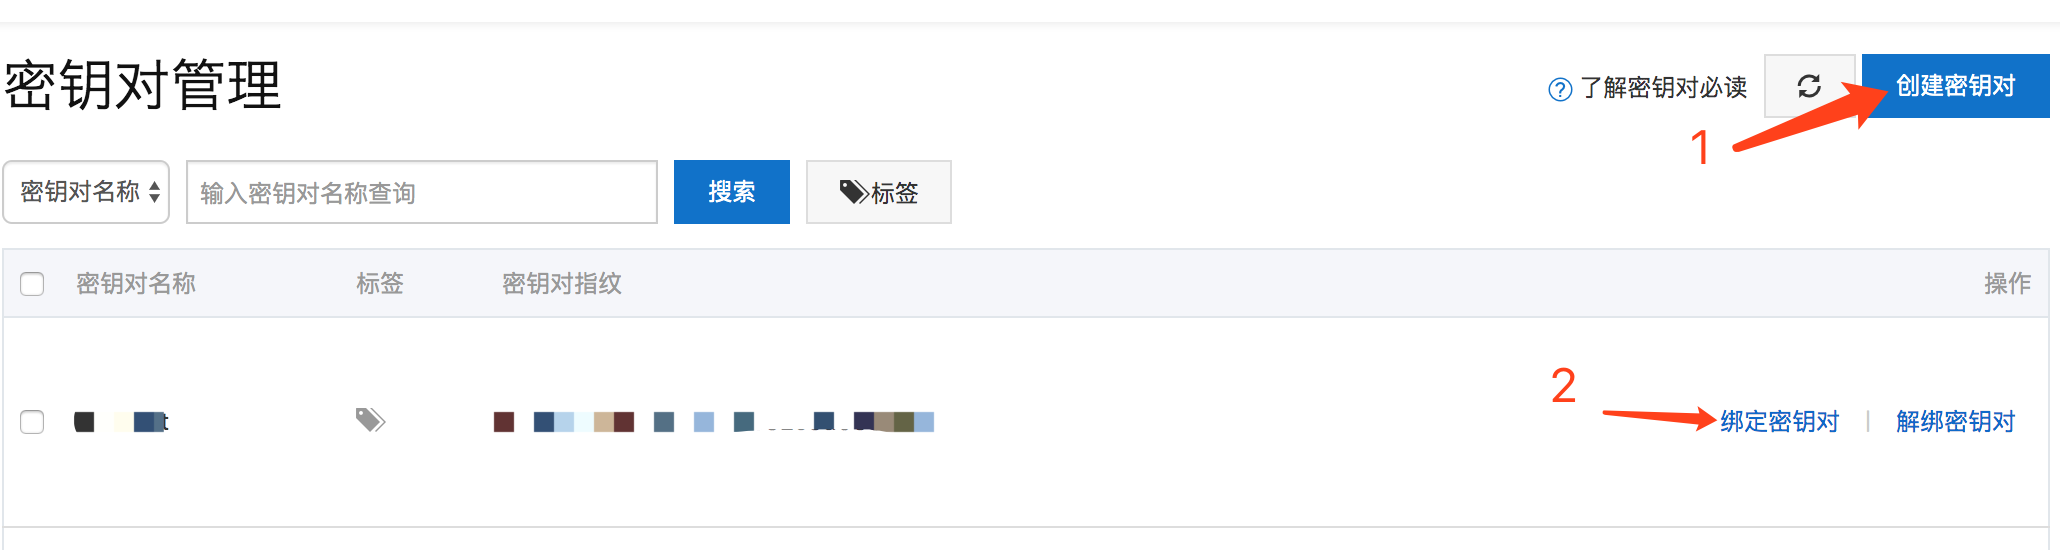 密钥对管理
? 了解密钥对必读
创建密钥对
1
密钥对名称
输入密钥对名称查询
搜索
标签
密钥对名称 标签 密钥对指纹 操作
2
绑定密钥对 | 解绑密钥对